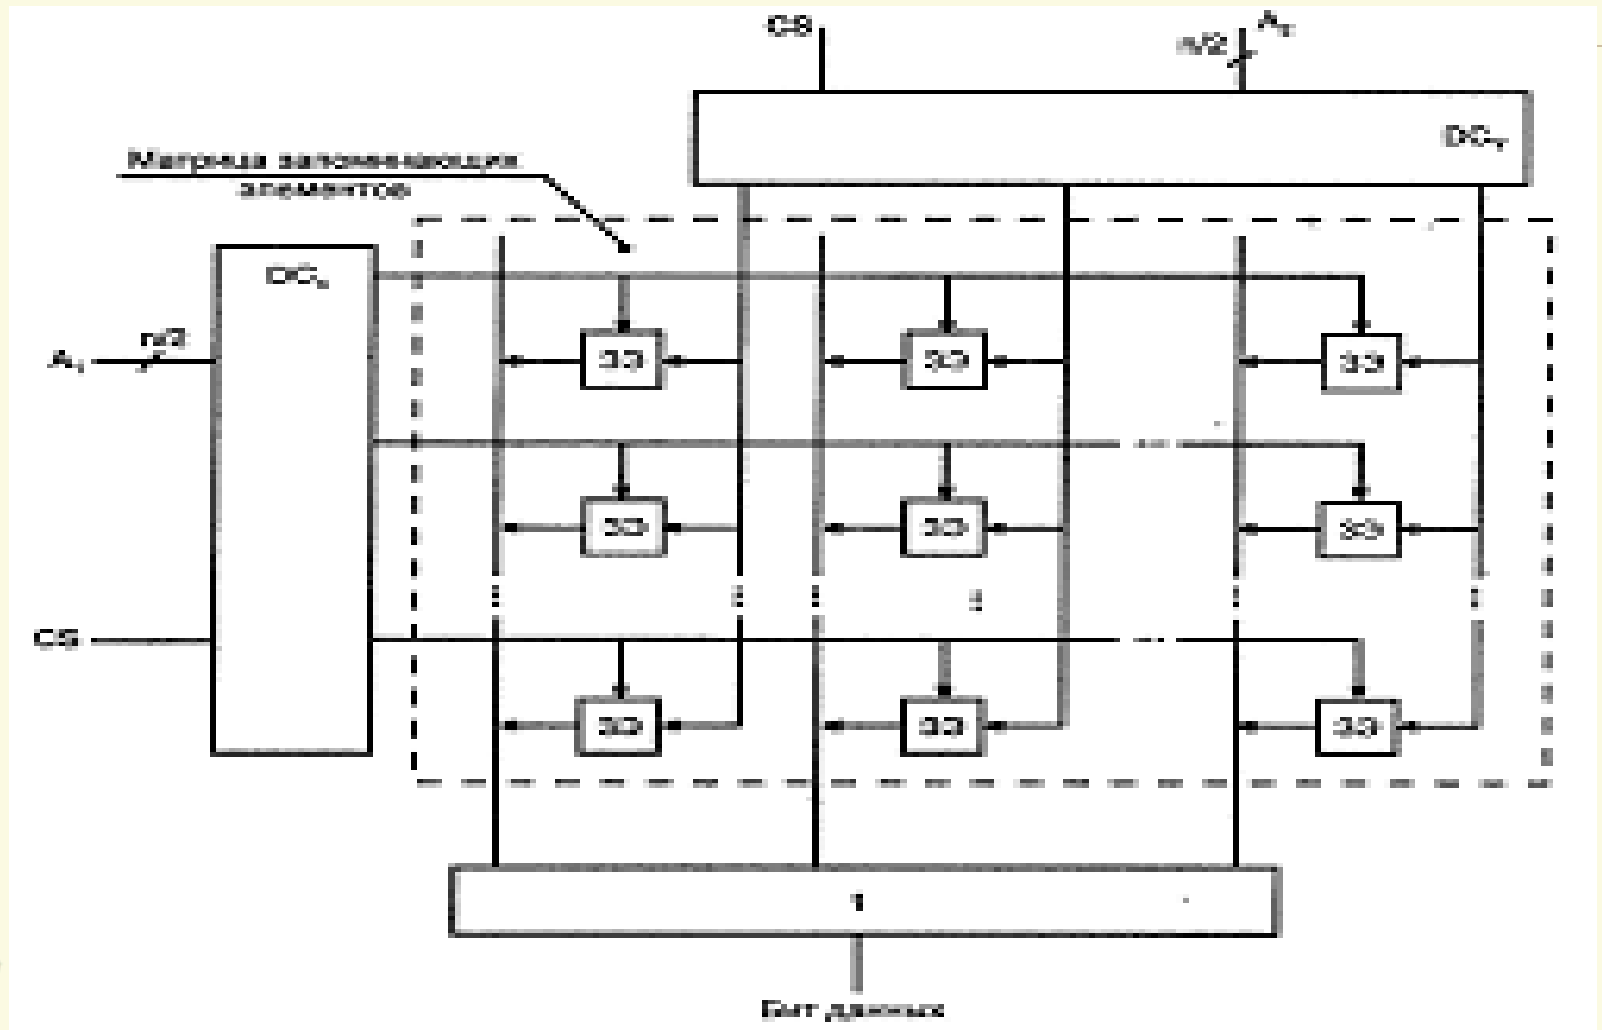 CS
n/2
DC
Матрица запоминающих
элементов
DC
n/2
A₁
ЗЭ ЗЭ ЗЭ
ЗЭ ЗЭ ЗЭ
CS
ЗЭ ЗЭ ЗЭ
1
Бит данных